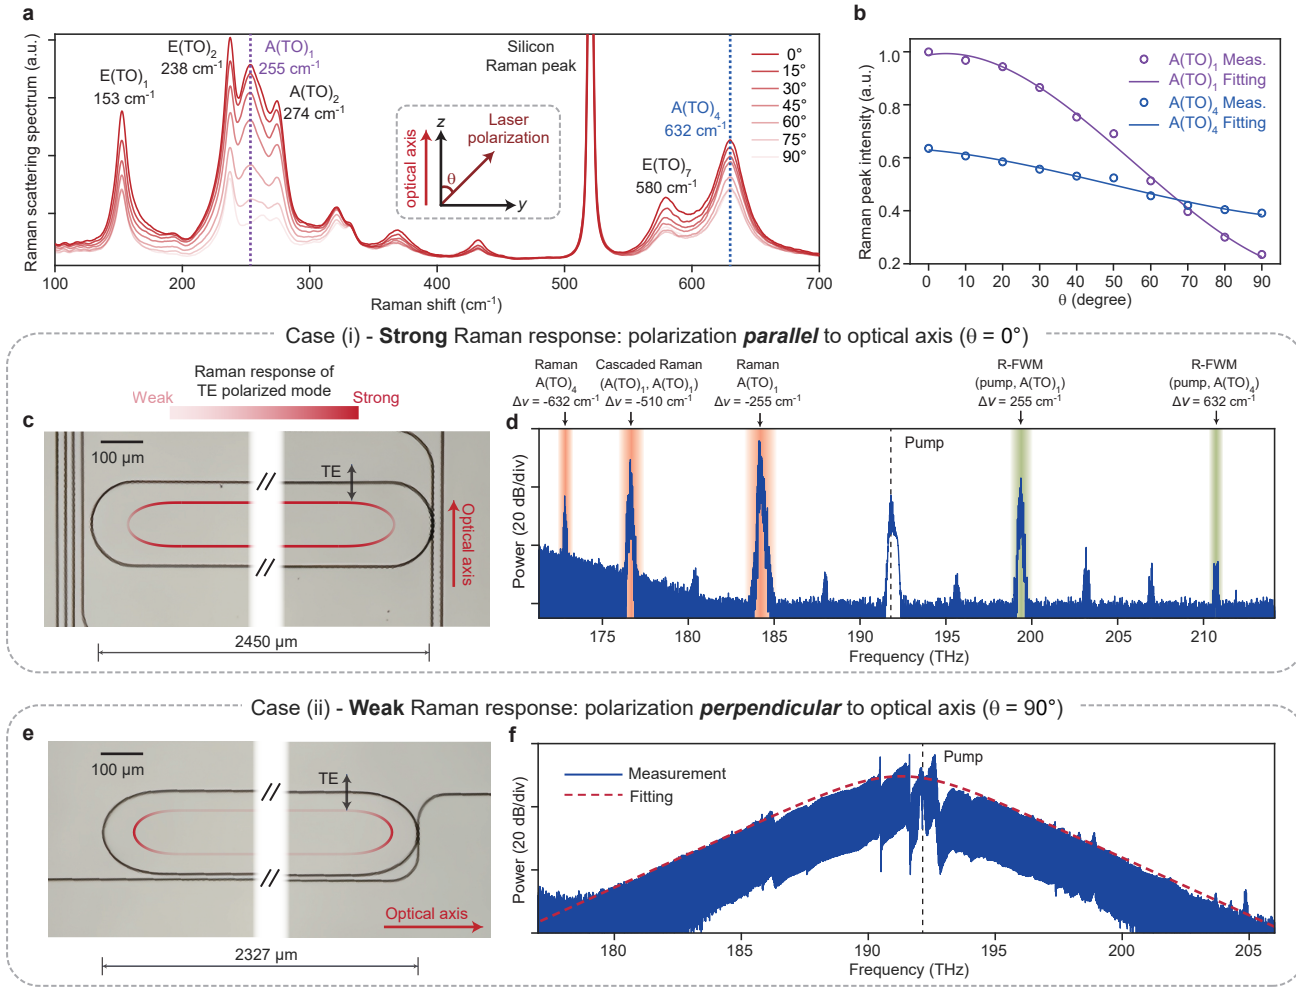 a
Raman scattering spectrum (a.u.)
E(TO)₁
153 cm⁻¹
E(TO)₂
238 cm⁻¹
A(TO)₁
255 cm⁻¹
A(TO)₂
274 cm⁻¹
Silicon
Raman peak
optical axis
z
θ
y
Laser
polarization
E(TO)₇
580 cm⁻¹
A(TO)₄
632 cm⁻¹
0°
15°
30°
45°
60°
75°
90°
100 200 300 400 500 600 700
Raman shift (cm⁻¹)
b
Raman peak intensity (a.u.)
1.0
0.8
0.6
0.4
0.2
A(TO)₁ Meas.
A(TO)₁ Fitting
A(TO)₄ Meas.
A(TO)₄ Fitting
0 10 20 30 40 50 60 70 80 90
θ (degree)
Case (i) - Strong Raman response: polarization parallel to optical axis (θ = 0°)
Raman response of
TE polarized mode
Weak Strong
c
100 µm
TE
//
//
Optical axis
2450 µm
d
Raman
A(TO)₄
Δν = -632 cm⁻¹
Cascaded Raman
(A(TO)₁, A(TO)₁)
Δν = -510 cm⁻¹
Raman
A(TO)₁
Δν = -255 cm⁻¹
R-FWM
(pump, A(TO)₁)
Δν = 255 cm⁻¹
R-FWM
(pump, A(TO)₄)
Δν = 632 cm⁻¹
Pump
Power (20 dB/div)
175 180 185 190 195 200 205 210
Frequency (THz)
Case (ii) - Weak Raman response: polarization perpendicular to optical axis (θ = 90°)
e
100 µm
TE
//
//
Optical axis
2327 µm
f
Measurement
Fitting
Pump
Power (20 dB/div)
180 185 190 195 200 205
Frequency (THz)